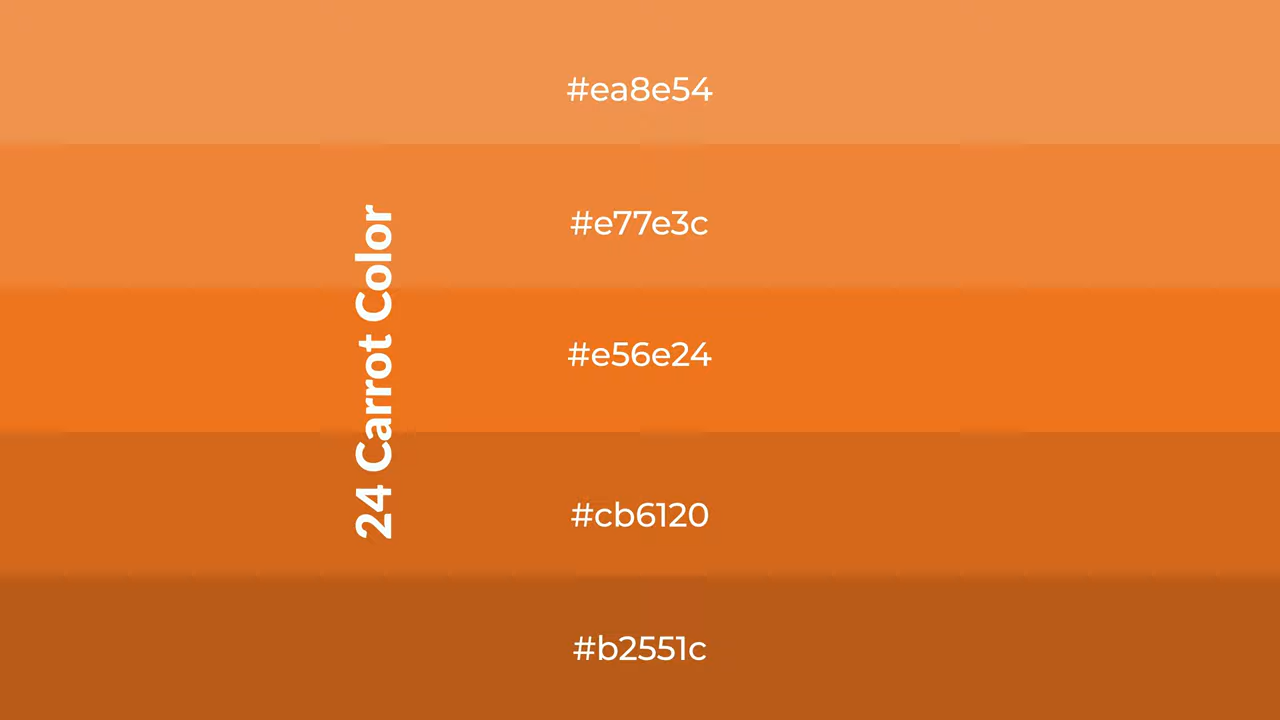 24 Carrot Color
#ea8e54
#e77e3c
#e56e24
#cb6120
#b2551c